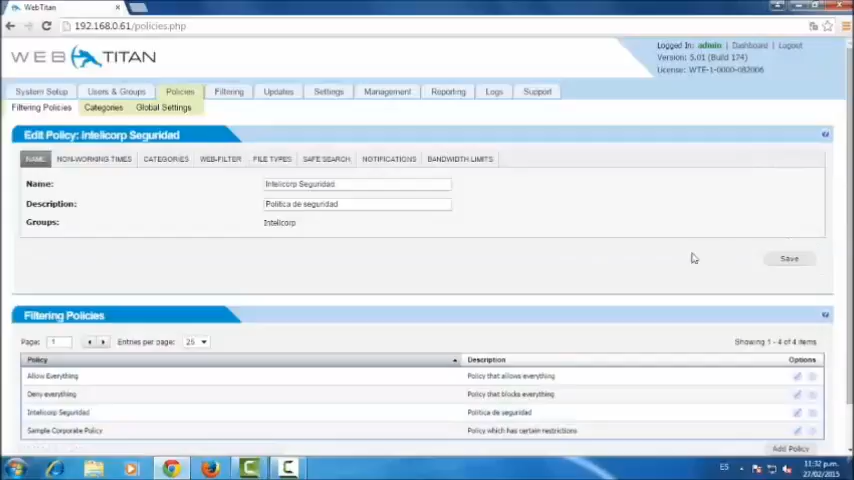 WebTitan
192.168.0.61/policies.php
WEB TITAN
Logged In: admin | Dashboard | Logout
Version: 5.01 (Build 174)
License: WTE-1-0000-082006
System Setup Users & Groups Policies Filtering Updates Settings Management Reporting Logs Support
Filtering Policies Categories Global Settings
Edit Policy: Intelicorp Seguridad
NAME NON-WORKING TIMES CATEGORIES WEB-FILTER FILE TYPES SAFE SEARCH NOTIFICATIONS BANDWIDTH LIMITS
Name: Intelicorp Seguridad
Description: Politica de seguridad
Groups: Intelicorp
Save
Filtering Policies
Page: 1 Entries per page: 25 Showing 1 - 4 of 4 items
Policy Description Options
Allow Everything Policy that allows everything
Deny everything Policy that blocks everything
Intelicorp Seguridad Politica de seguridad
Sample Corporate Policy Policy which has certain restrictions
Add Policy
ES 11:32 p.m.
27/02/2015